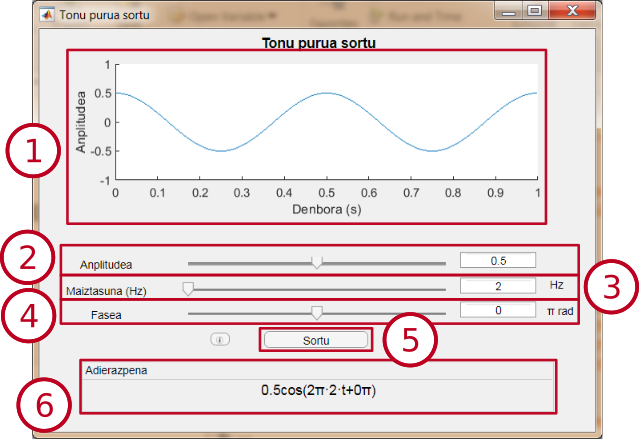 Tonu purua sortu
Tonu purua sortu
1
0.5
0
-0.5
-1
Anplitudea
0 0.1 0.2 0.3 0.4 0.5 0.6 0.7 0.8 0.9 1
Denbora (s)
1
2
Anplitudea 0.5
Maiztasuna (Hz) 2 Hz
3
4
Fasea 0 π rad
Sortu
5
Adierazpena
0.5cos(2π·2·t+0π)
6